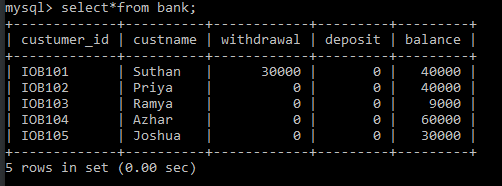 mysql> select*from bank;
+-------------+----------+------------+---------+---------+
| custumer_id | custname | withdrawal | deposit | balance |
+-------------+----------+------------+---------+---------+
| IOB101      | Suthan   |      30000 |       0 |   40000 |
| IOB102      | Priya    |          0 |       0 |   40000 |
| IOB103      | Ramya    |          0 |       0 |    9000 |
| IOB104      | Azhar    |          0 |       0 |   60000 |
| IOB105      | Joshua   |          0 |       0 |   30000 |
+-------------+----------+------------+---------+---------+
5 rows in set (0.00 sec)